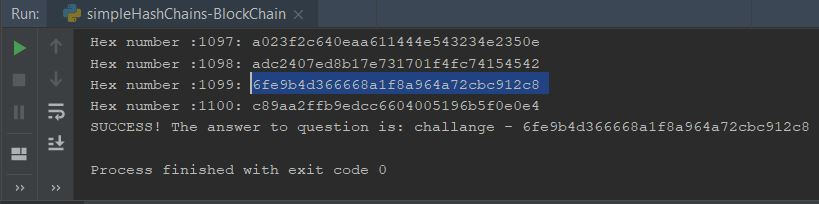 Run: simpleHashChains-BlockChain ×
Hex number :1097: a023f2c640eaa611444e543234e2350e
Hex number :1098: adc2407ed8b17e731701f4fc74154542
Hex number :1099: 6fe9b4d366668a1f8a964a72cbc912c8
Hex number :1100: c89aa2ffb9edcc6604005196b5f0e0e4
SUCCESS! The answer to question is: challange - 6fe9b4d366668a1f8a964a72cbc912c8
Process finished with exit code 0